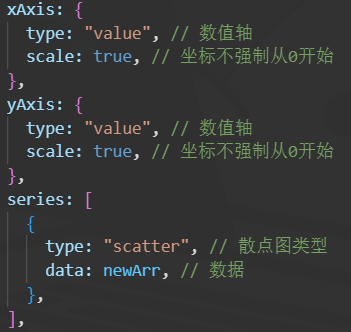 xAxis: {
type: "value", // 数值轴
scale: true, // 坐标不强制从0开始
},
yAxis: {
type: "value", // 数值轴
scale: true, // 坐标不强制从0开始
},
series: [
{
type: "scatter", // 散点图类型
data: newArr, // 数据
},
],